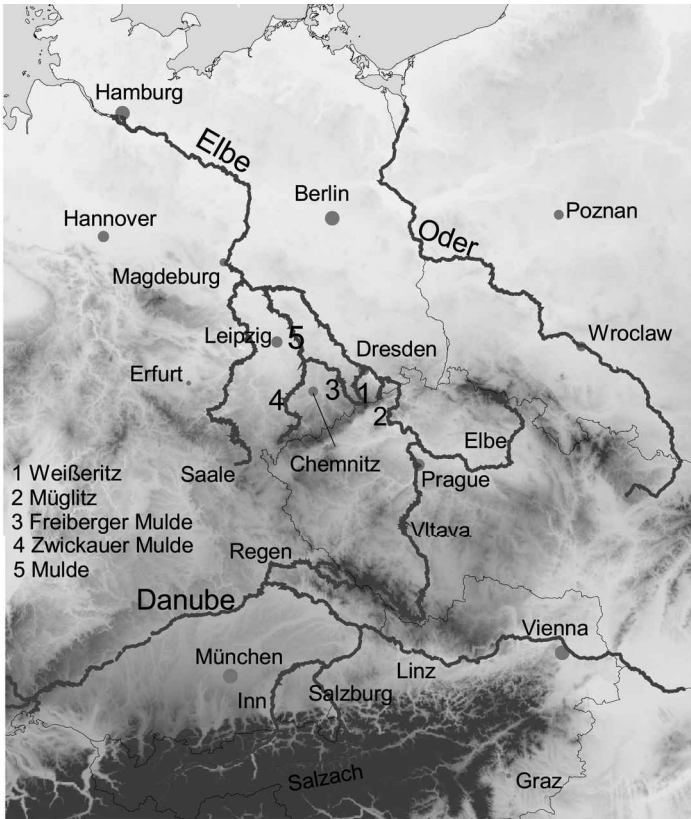 Hamburg
Elbe
Berlin
Hannover
Poznan
Oder
Magdeburg
Leipzig
5
Wroclaw
Dresden
Erfurt
3
1
4
2
Elbe
Chemnitz
Saale
Prague
1 Weißeritz
2 Müglitz
3 Freiberger Mulde
4 Zwickauer Mulde
5 Mulde
Vltava
Regen
Danube
Vienna
München
Linz
Inn
Salzburg
Salzach
Graz